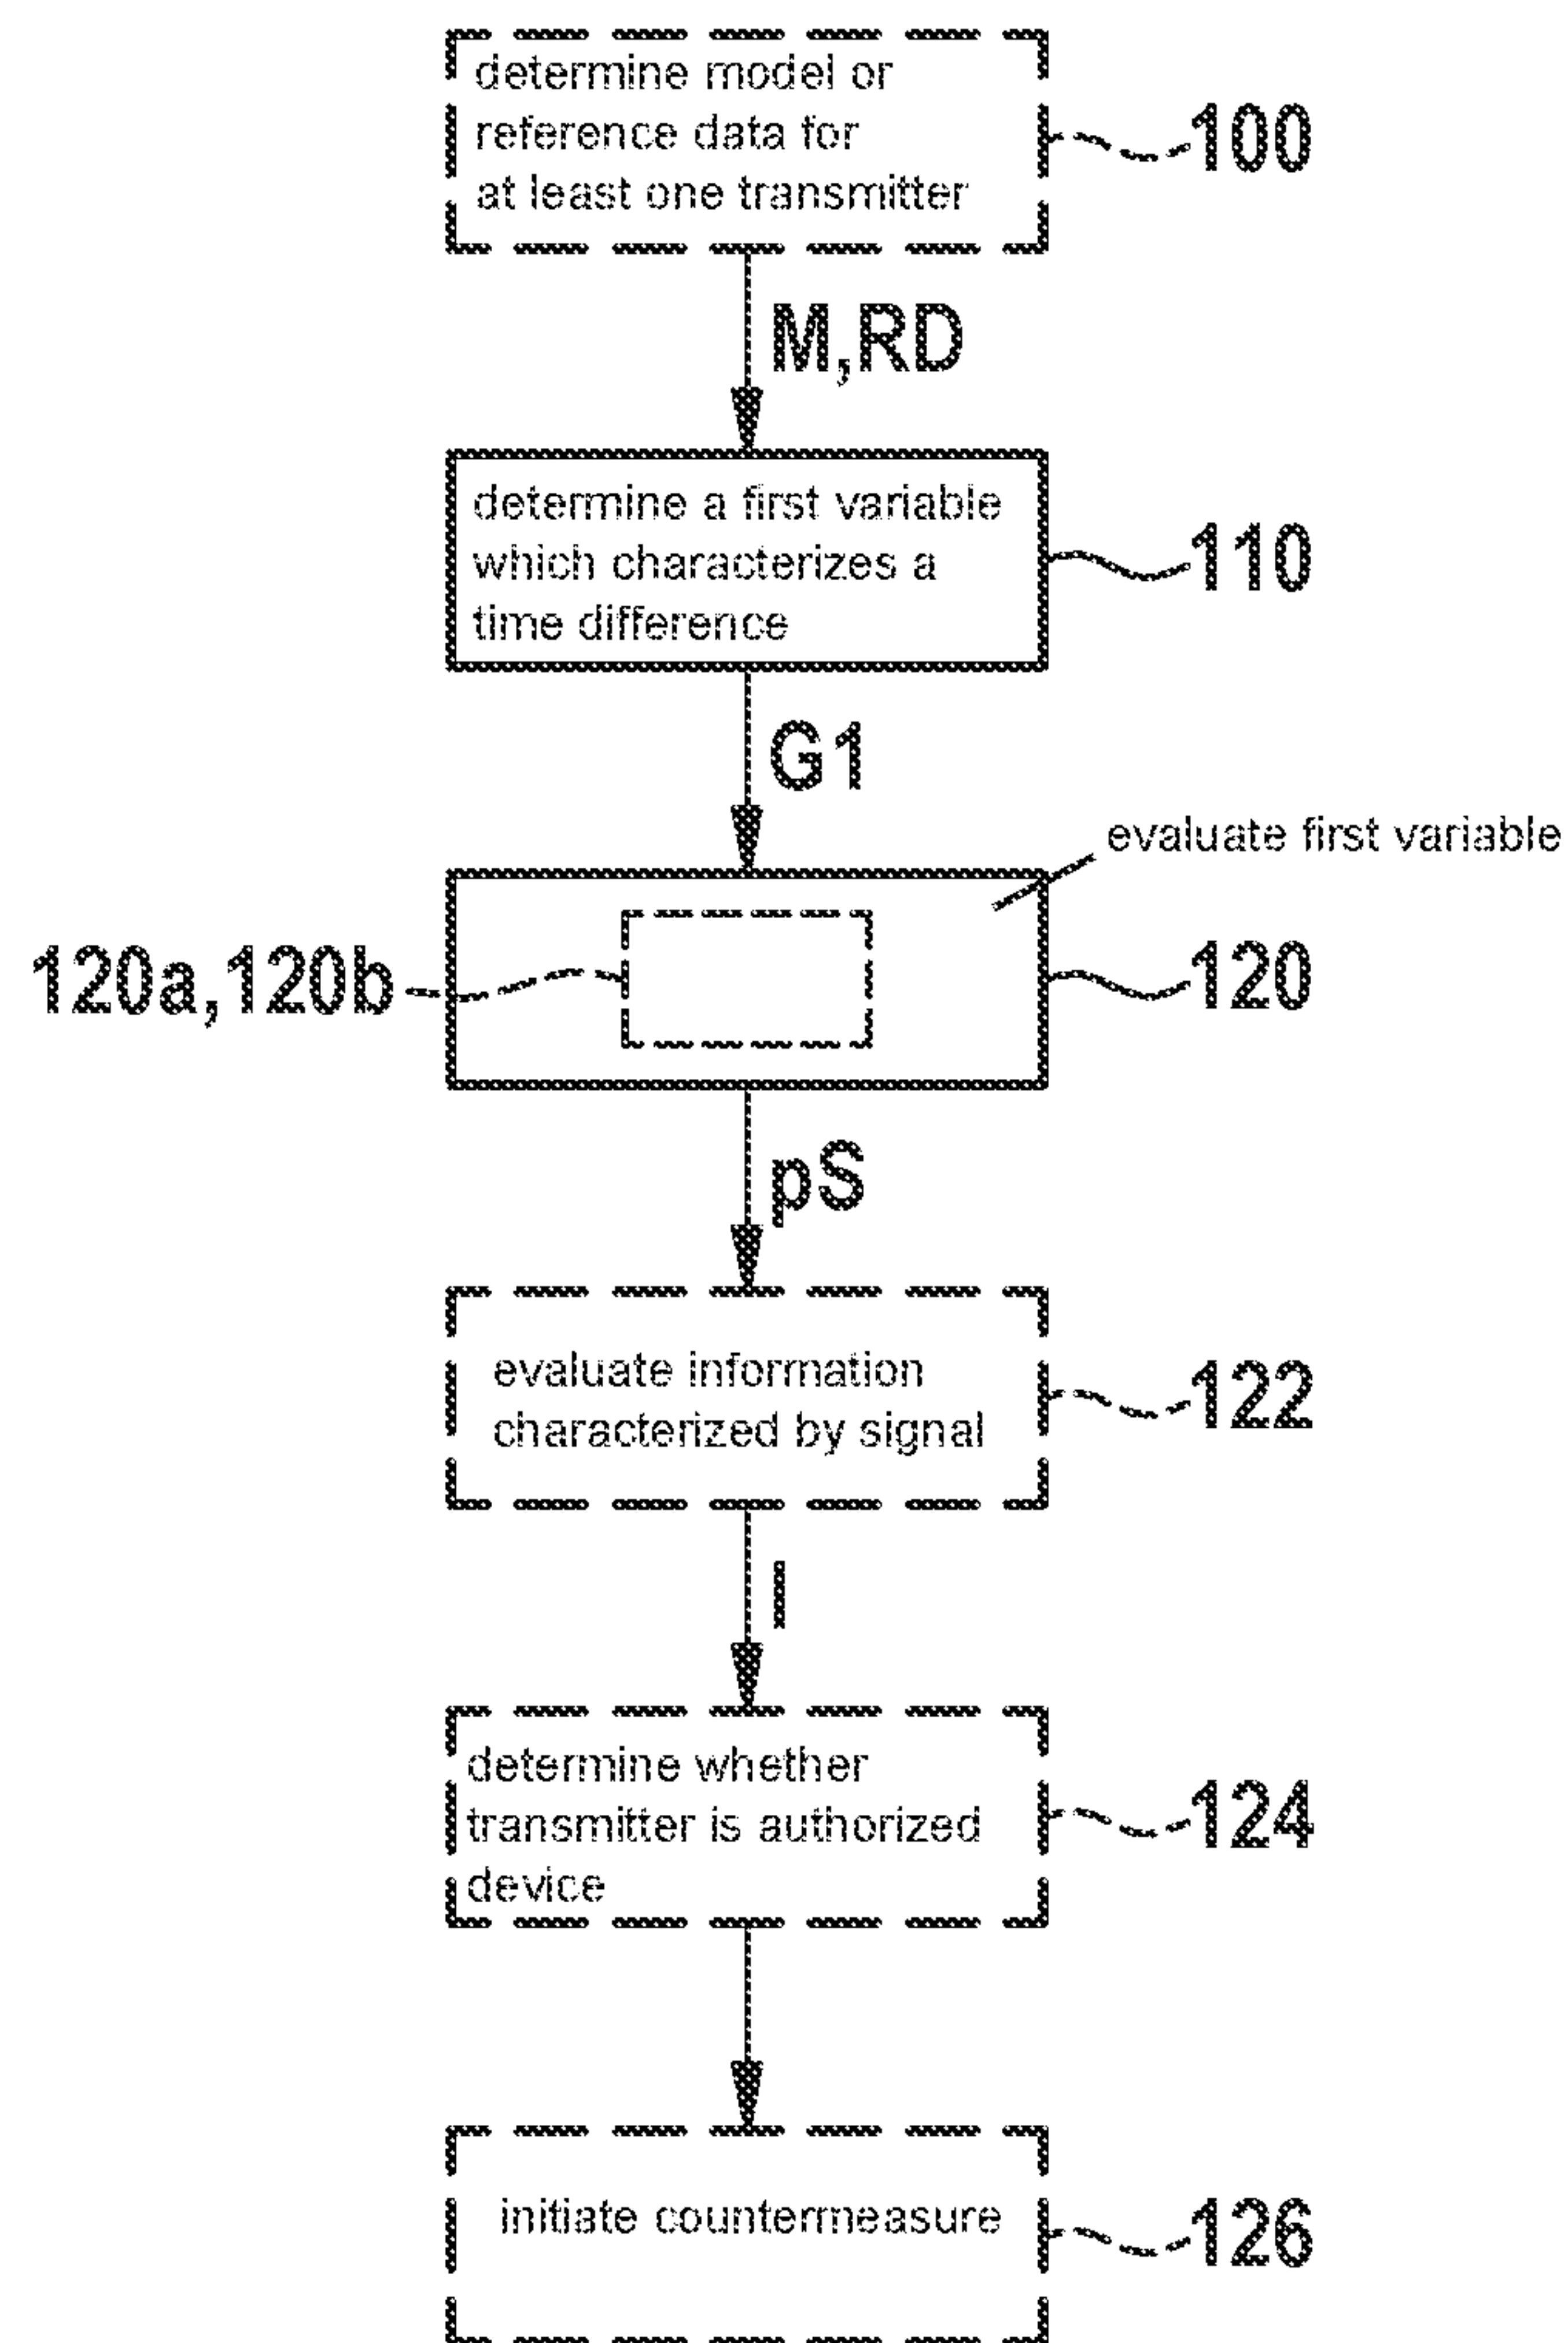 determine model or
reference data for
at least one transmitter
100
M,RD
determine a first variable
which characterizes a
time difference
110
G1
evaluate first variable
120a,120b
120
pS
evaluate information
characterized by signal
122
I
determine whether
transmitter is authorized
device
124
initiate countermeasure
126